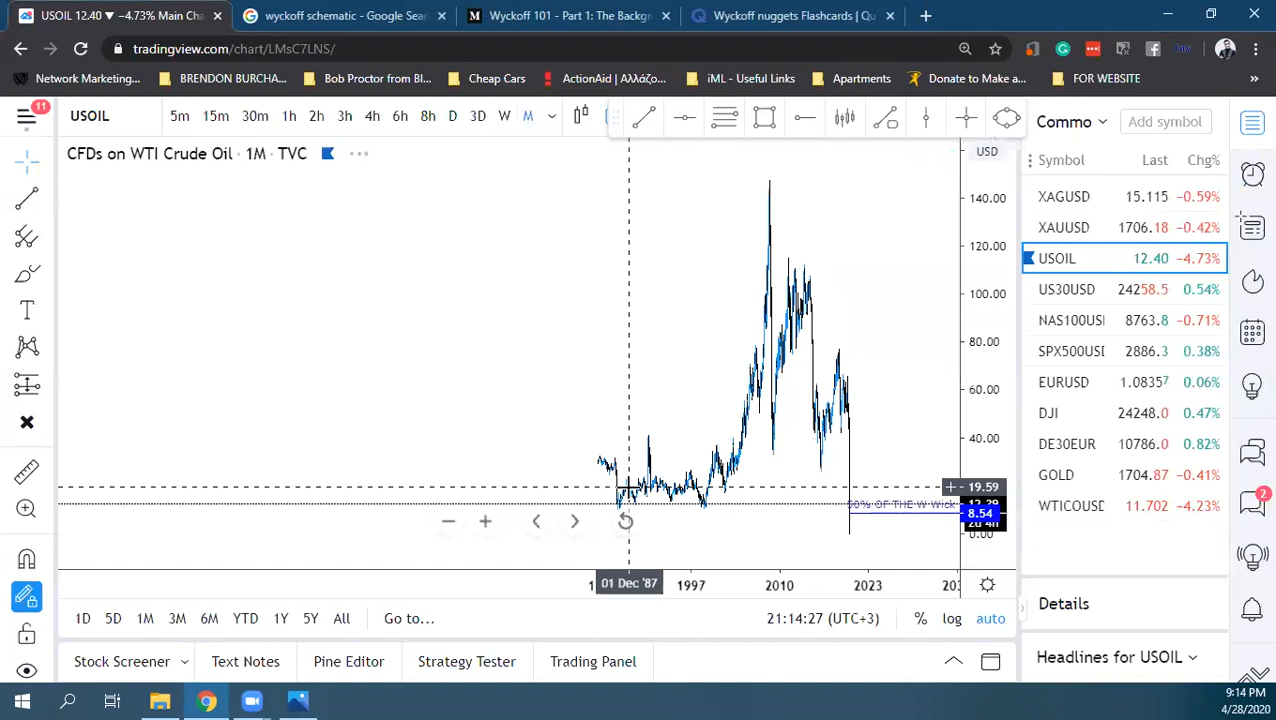 USOIL 12.40 ▼ −4.73% Main Cha
wyckoff schematic - Google Sear
Wyckoff 101 - Part 1: The Backgr
Wyckoff nuggets Flashcards | Qu
tradingview.com/chart/LMsC7LNS/
Network Marketing...
BRENDON BURCHA...
Bob Proctor from Bl...
Cheap Cars
ActionAid | Αλλάζο...
iML - Useful Links
Apartments
Donate to Make a...
FOR WEBSITE
11
USOIL
5m 15m 30m 1h 2h 3h 4h 6h 8h D 3D W M
Commo
Add symbol
CFDs on WTI Crude Oil · 1M · TVC
USD
Symbol Last Chg%
XAGUSD 15.115 −0.59%
XAUUSD 1706.18 −0.42%
USOIL 12.40 −4.73%
US30USD 24258.5 0.54%
NAS100USI 8763.8 −0.71%
SPX500USD 2886.3 0.38%
EURUSD 1.08357 0.06%
DJI 24248.0 0.47%
DE30EUR 10786.0 0.82%
GOLD 1704.87 −0.41%
WTICOUSD 11.702 −4.23%
140.00
120.00
100.00
80.00
60.00
40.00
19.59
50% OF THE W Wick
8.54
0.00
01 Dec '87
1997
2010
2023
1D 5D 1M 3M 6M YTD 1Y 5Y All Go to...
21:14:27 (UTC+3) % log auto
2
Details
Stock Screener
Text Notes
Pine Editor
Strategy Tester
Trading Panel
Headlines for USOIL
9:14 PM
4/28/2020